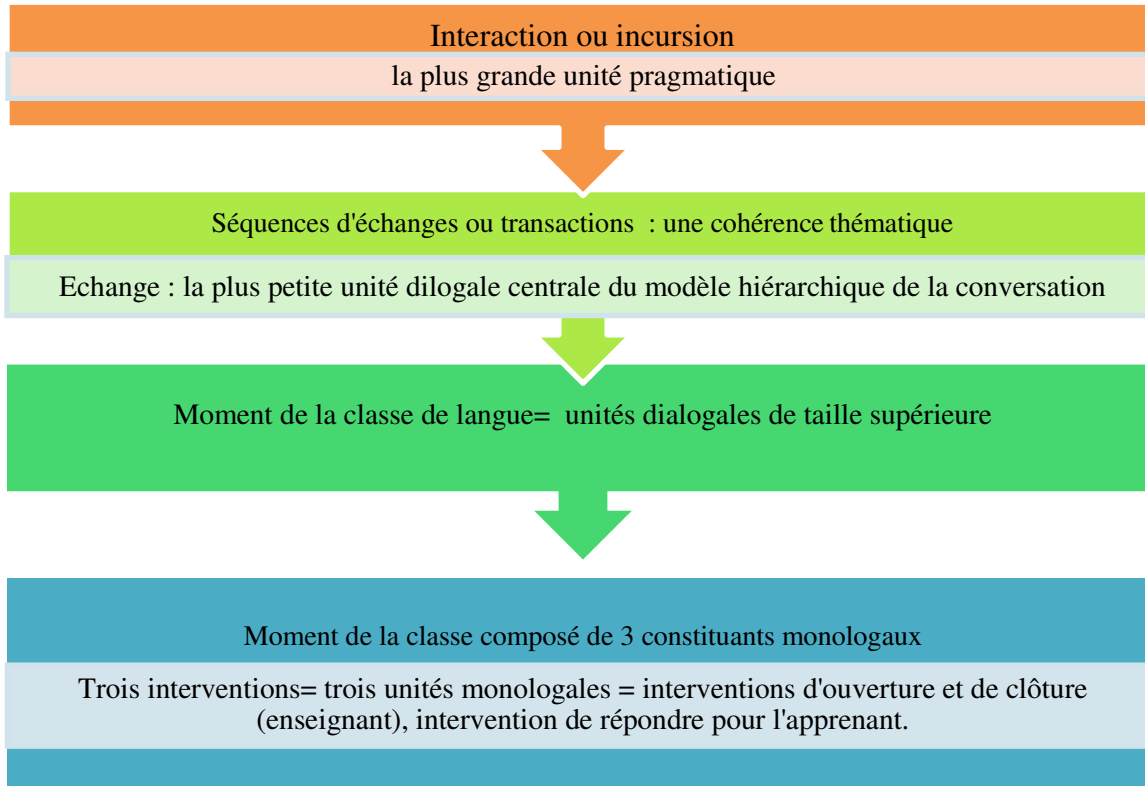 Interaction ou incursion
la plus grande unité pragmatique
Séquences d'échanges ou transactions : une cohérence thématique
Echange : la plus petite unité dilogale centrale du modèle hiérarchique de la conversation
Moment de la classe de langue= unités dialogales de taille supérieure
Moment de la classe composé de 3 constituants monologaux
Trois interventions= trois unités monologales = interventions d'ouverture et de clôture
(enseignant), intervention de répondre pour l'apprenant.